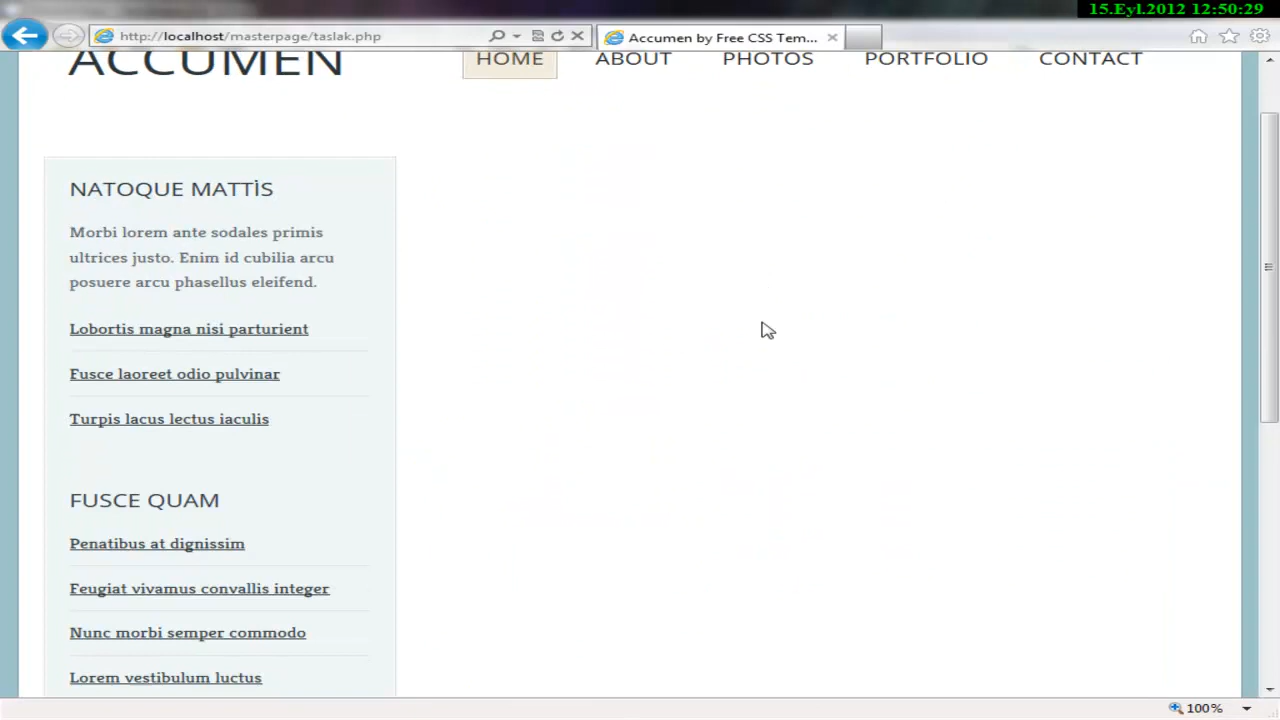 15.Eyl.2012 12:50:29
http://localhost/masterpage/taslak.php
Accumen by Free CSS Tem...
ACCUMEN
HOME
ABOUT
PHOTOS
PORTFOLIO
CONTACT
NATOQUE MATTİS
Morbi lorem ante sodales primis
ultrices justo. Enim id cubilia arcu
posuere arcu phasellus eleifend.
Lobortis magna nisi parturient
Fusce laoreet odio pulvinar
Turpis lacus lectus iaculis
FUSCE QUAM
Penatibus at dignissim
Feugiat vivamus convallis integer
Nunc morbi semper commodo
Lorem vestibulum luctus
100%